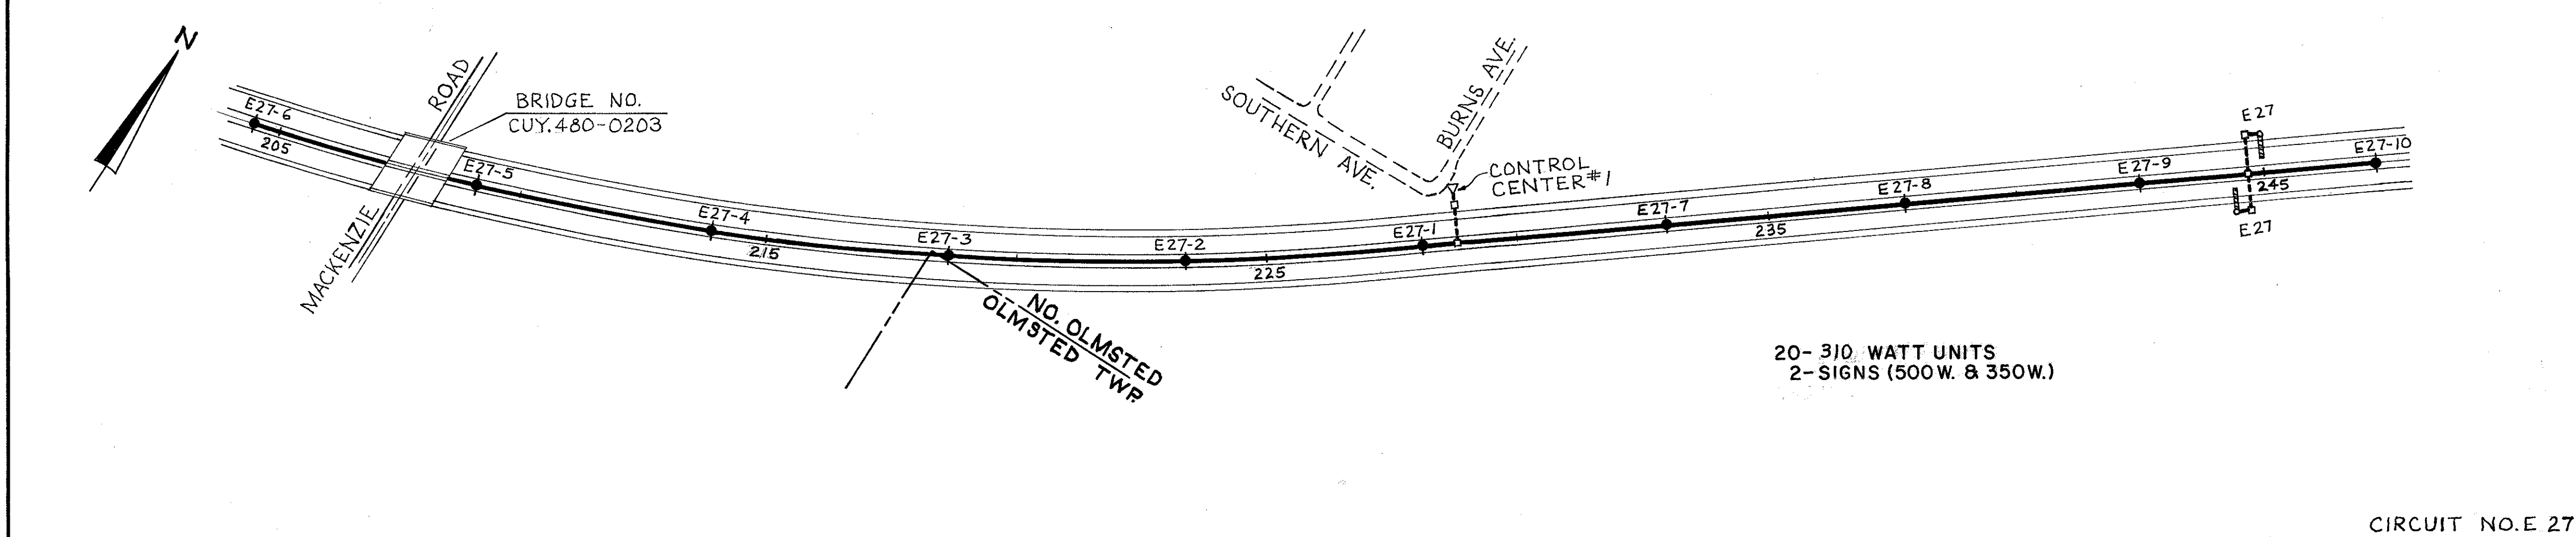 N
E27-6
205
ROAD
MACKENZIE
BRIDGE NO.
CUY.480-0203
E27-5
E27-4
215
E27-3
NO. OLMSTED
OLMSTED TWP.
E27-2
225
SOUTHERN AVE.
BURNS AVE.
CONTROL
CENTER #1
E27-1
E27-7
235
E27-8
E27-9
E27
245
E27
E27-10
20- 310 WATT UNITS
2-SIGNS (500W. & 350W.)
CIRCUIT NO. E 27